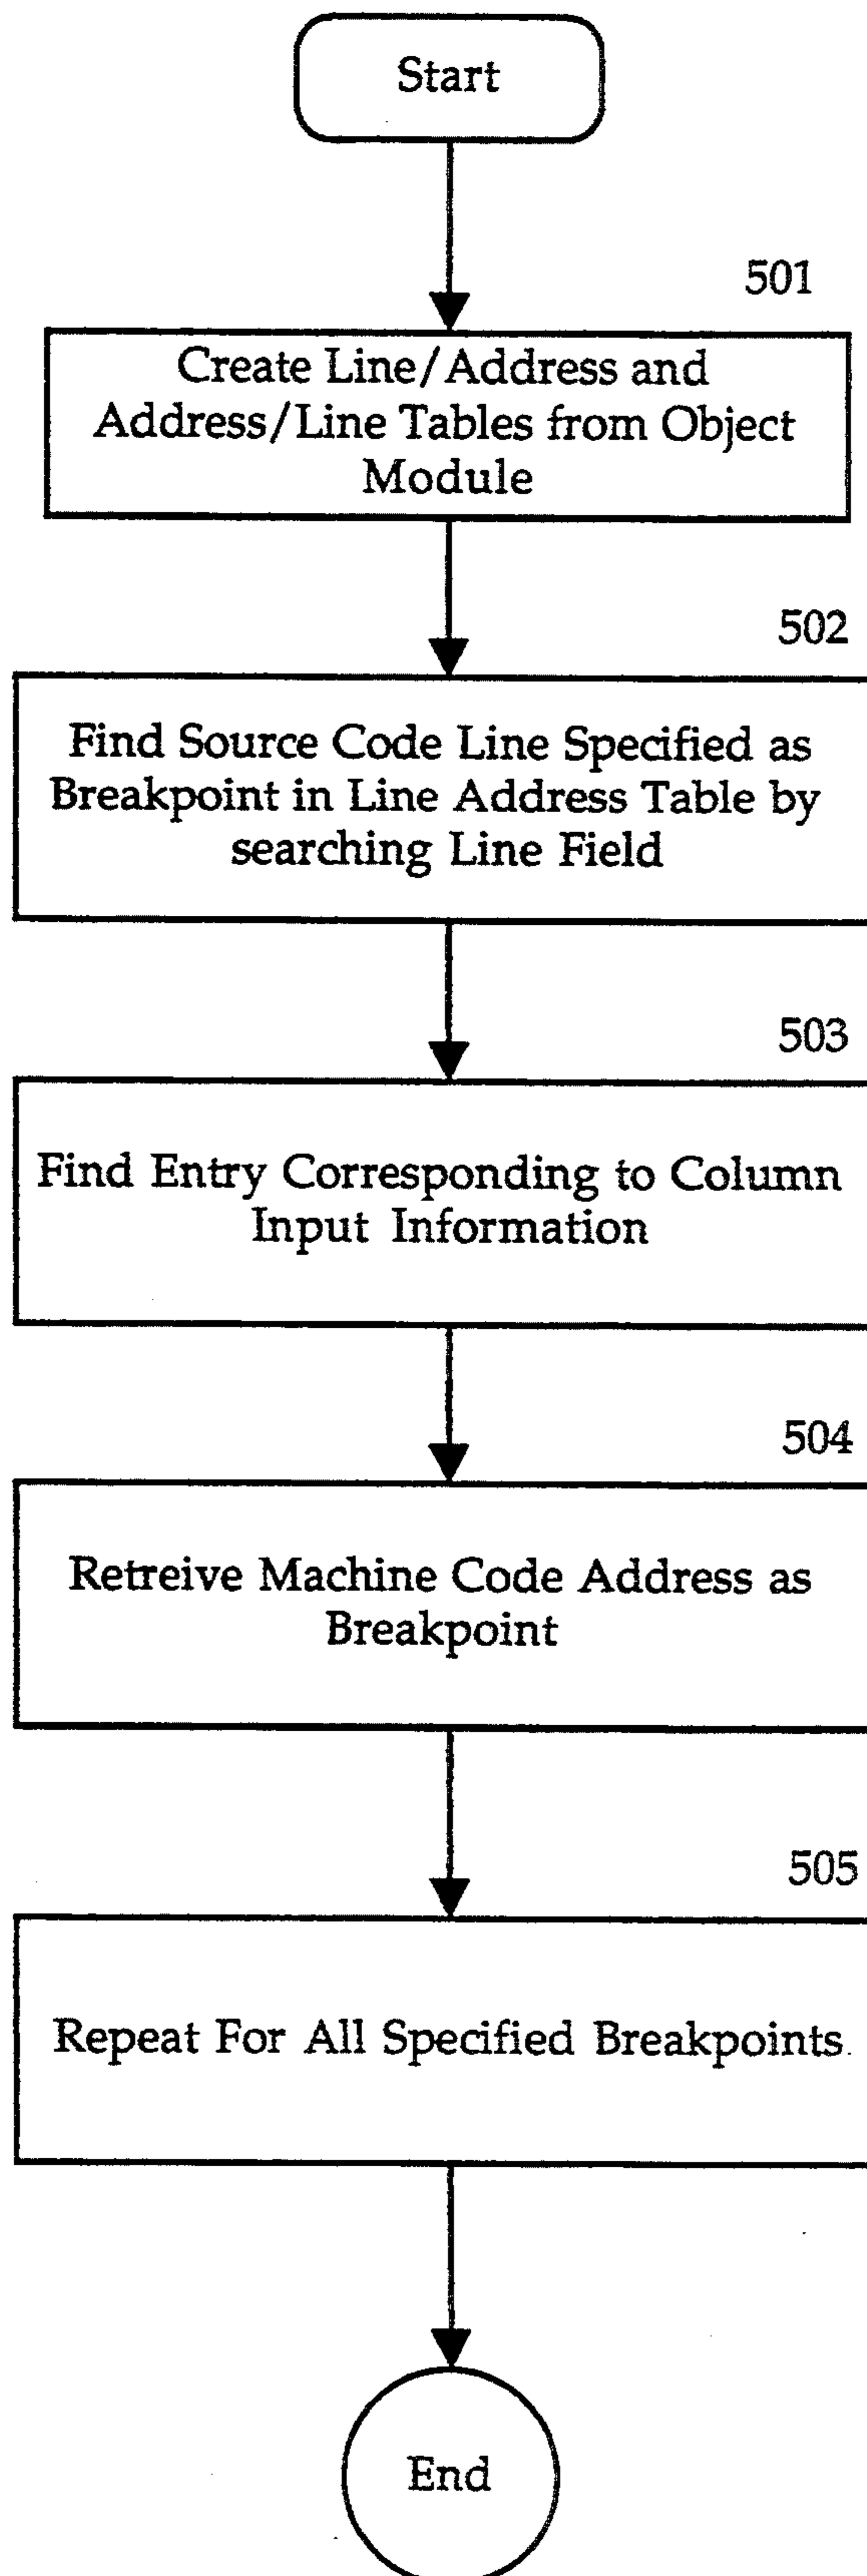 Start
501
Create Line/Address and
Address/Line Tables from Object
Module
502
Find Source Code Line Specified as
Breakpoint in Line Address Table by
searching Line Field
503
Find Entry Corresponding to Column
Input Information
504
Retreive Machine Code Address as
Breakpoint
505
Repeat For All Specified Breakpoints
End